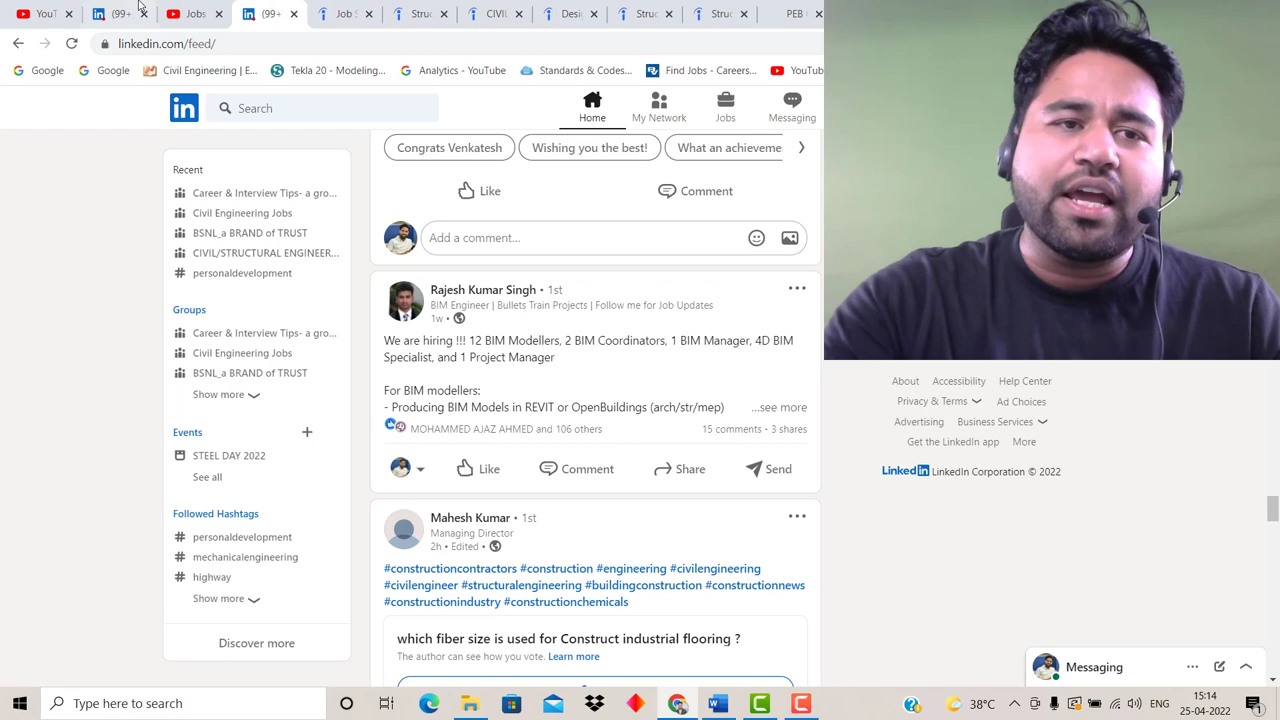 (99+
(99+
Job S
CIVIL
Struc
Struc
Struc
PEB
linkedin.com/feed/
Google
Google
Civil Engineering | E...
Tekla 20 - Modeling...
Analytics - YouTube
Standards & Codes...
Find Jobs - Careers...
YouTub
in
Search
Home
My Network
Jobs
Messaging
Recent
Career & Interview Tips- a gro...
Civil Engineering Jobs
BSNL_a BRAND of TRUST
CIVIL/STRUCTURAL ENGINEER...
# personaldevelopment
Groups
Career & Interview Tips- a gro...
Civil Engineering Jobs
BSNL_a BRAND of TRUST
Show more
Events +
STEEL DAY 2022
See all
Followed Hashtags
# personaldevelopment
# mechanicalengineering
# highway
Show more
Discover more
Congrats Venkatesh
Wishing you the best!
What an achieveme
Like
Comment
Add a comment...
Rajesh Kumar Singh • 1st
BIM Engineer | Bullets Train Projects | Follow me for Job Updates
1w •
We are hiring !!! 12 BIM Modellers, 2 BIM Coordinators, 1 BIM Manager, 4D BIM
Specialist, and 1 Project Manager
For BIM modellers:
- Producing BIM Models in REVIT or OpenBuildings (arch/str/mep) ...see more
MOHAMMED AJAZ AHMED and 106 others
15 comments • 3 shares
Like
Comment
Share
Send
Mahesh Kumar • 1st
Managing Director
2h • Edited •
#constructioncontractors #construction #engineering #civilengineering
#civilengineer #structuralengineering #buildingconstruction #constructionnews
#constructionindustry #constructionchemicals
which fiber size is used for Construct industrial flooring ?
The author can see how you vote. Learn more
About Accessibility Help Center
Privacy & Terms Ad Choices
Advertising Business Services
Get the LinkedIn app More
LinkedIn LinkedIn Corporation © 2022
Messaging
Type here to search
38°C
15:14
25-04-2022